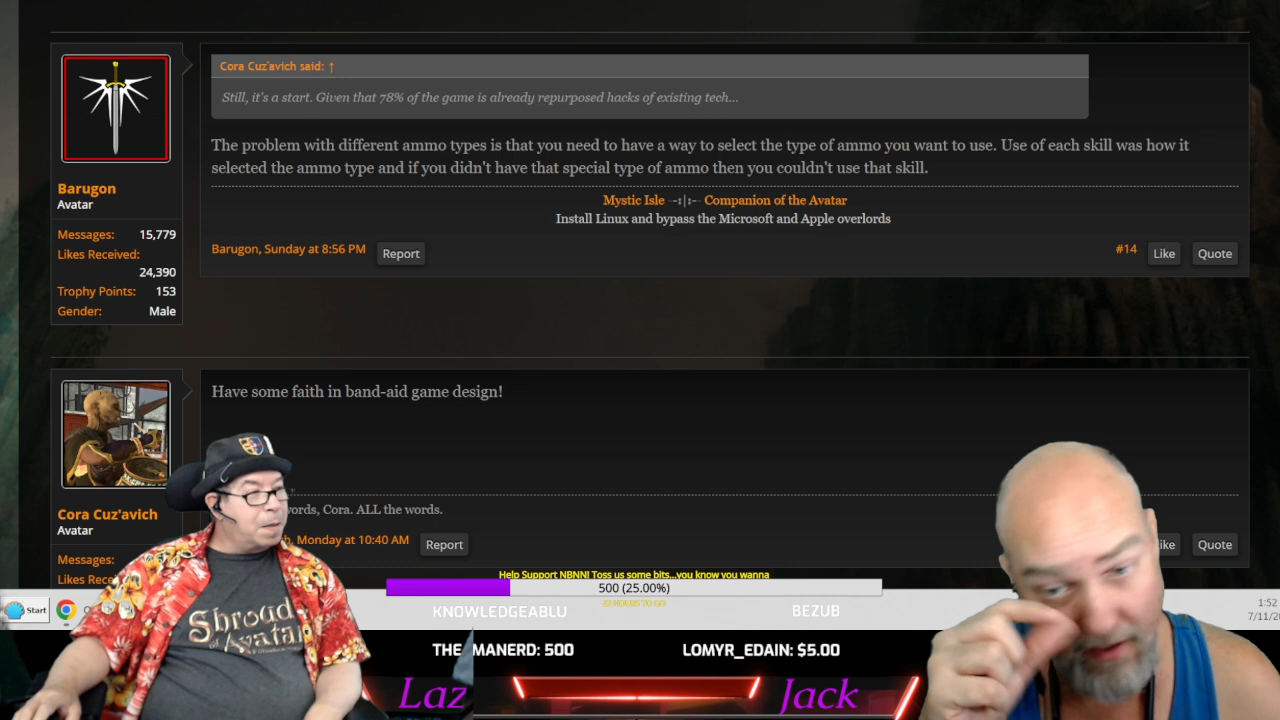 Cora Cuz'avich said: ↑
Still, it's a start. Given that 78% of the game is already repurposed hacks of existing tech...
The problem with different ammo types is that you need to have a way to select the type of ammo you want to use. Use of each skill was how it
selected the ammo type and if you didn't have that special type of ammo then you couldn't use that skill.
Barugon
Avatar
Messages: 15,779
Likes Received:
24,390
Trophy Points: 153
Gender: Male
Mystic Isle --:|:-- Companion of the Avatar
Install Linux and bypass the Microsoft and Apple overlords
Barugon, Sunday at 8:56 PM Report
#14 Like Quote
Have some faith in band-aid game design!
Cora Cuz'avich
Avatar
Messages:
words, Cora. ALL the words.
Monday at 10:40 AM Report
Quote
Help Support NBNN! Toss us some bits...you know you wanna
500 (25.00%)
Start
KNOWLEDGEABLU
BEZUB
1:52
THE_MANERD: 500
LOMYR_EDAIN: $5.00
Shroud
of the Avatar
Laz
Jack